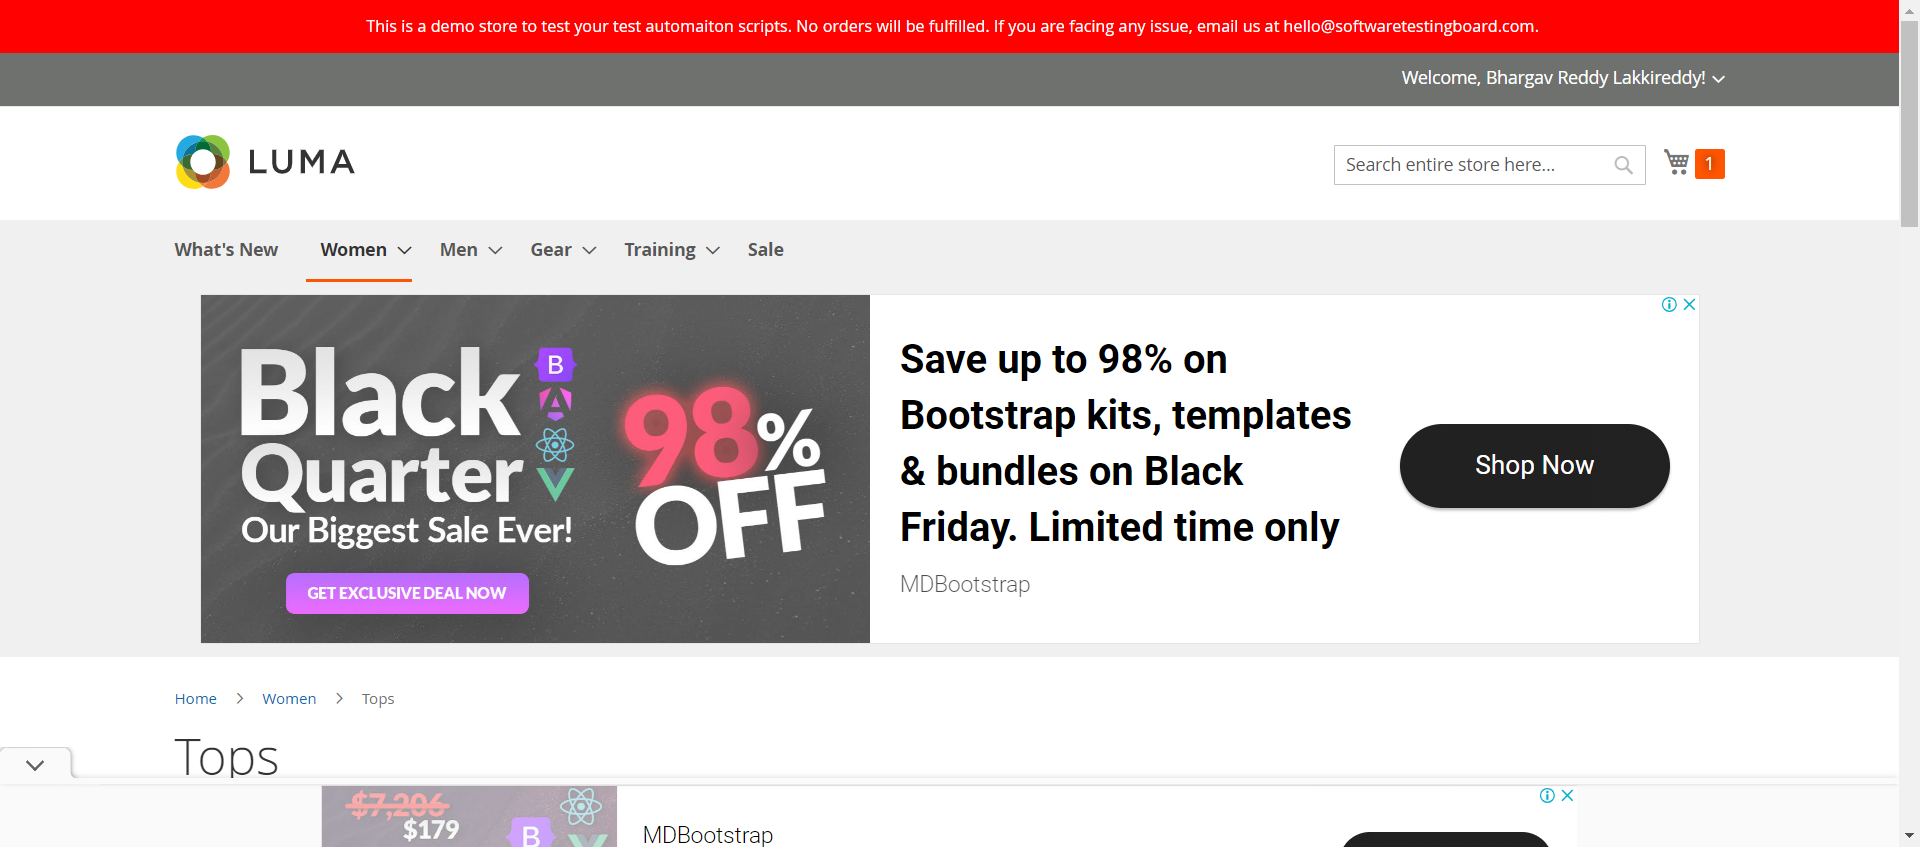 This is a demo store to test your test automaiton scripts. No orders will be fulfilled. If you are facing any issue, email us at hello@softwaretestingboard.com.
Welcome, Bhargav Reddy Lakkireddy!
LUMA
Search entire store here...
1
What's New
Women
Men
Gear
Training
Sale
Black
Quarter
Our Biggest Sale Ever!
GET EXCLUSIVE DEAL NOW
B
98%
OFF
Save up to 98% on
Bootstrap kits, templates
& bundles on Black
Friday. Limited time only
MDBootstrap
Shop Now
Home > Women > Tops
Tops
$7,206
$179
B
MDBootstrap